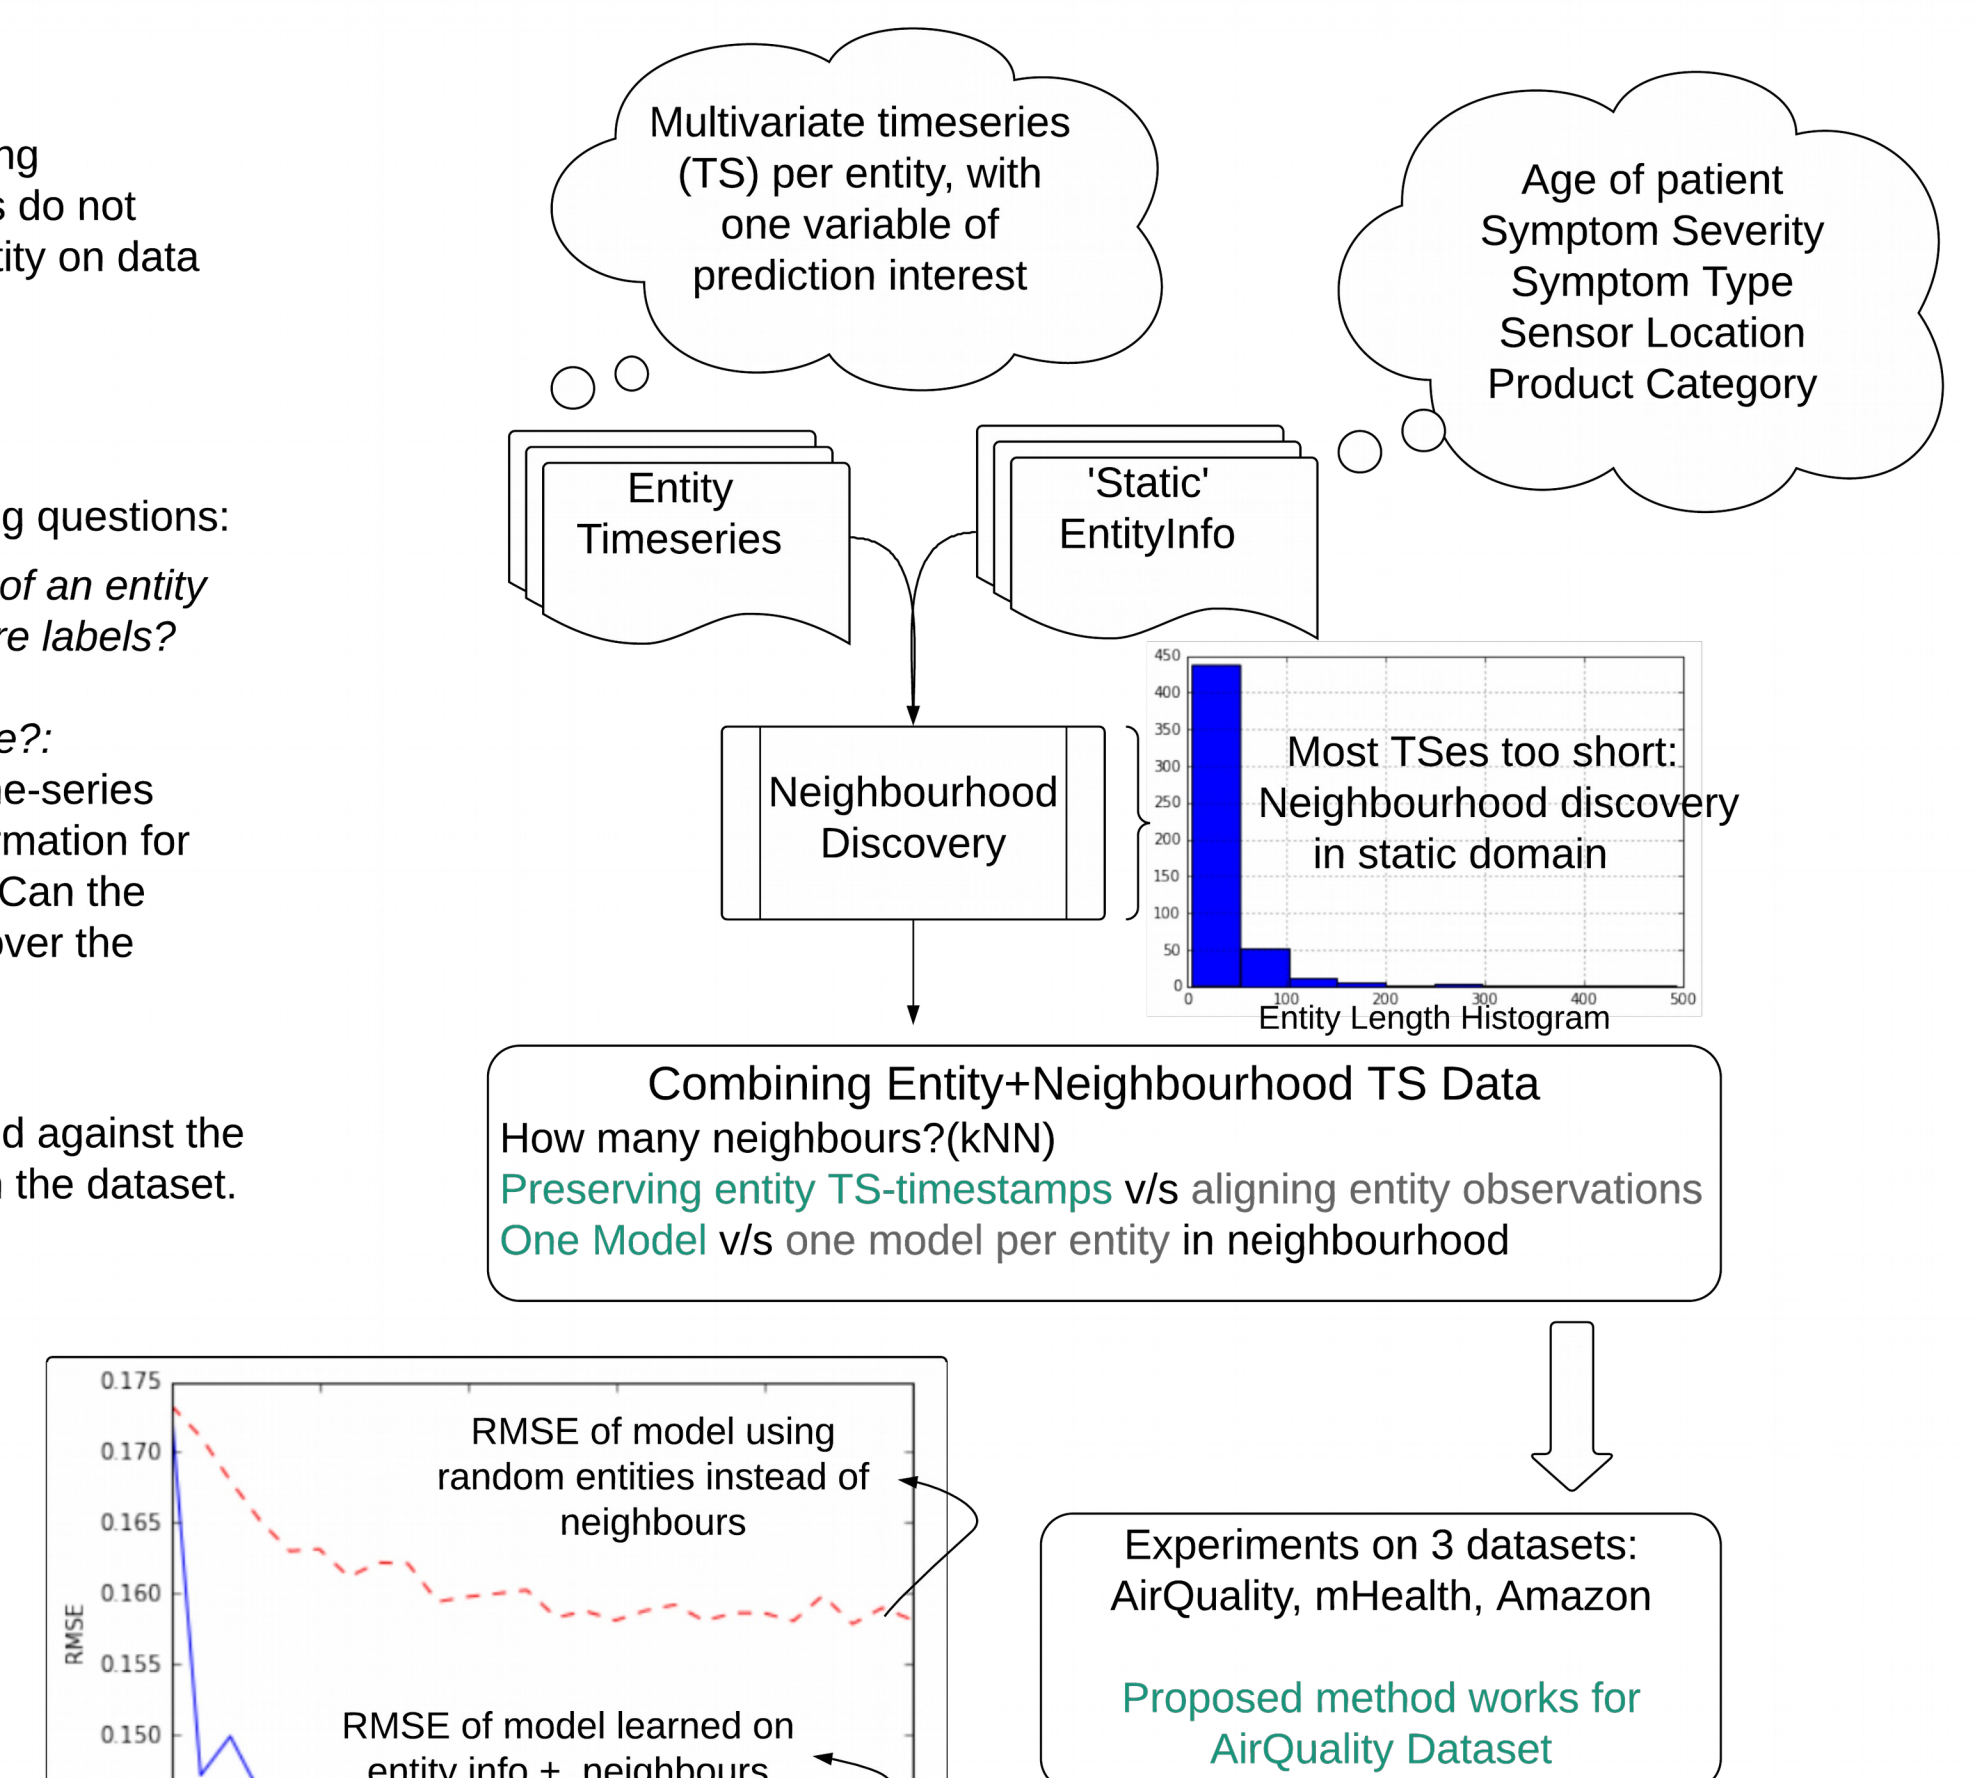 ng
s do not
tity on data
g questions:
of an entity
re labels?
e?:
ne-series
rmation for
Can the
over the
d against the
n the dataset.
Multivariate timeseries
(TS) per entity, with
one variable of
prediction interest
Age of patient
Symptom Severity
Symptom Type
Sensor Location
Product Category
Entity
Timeseries
'Static'
EntityInfo
Neighbourhood
Discovery
450
400
350
300
250
200
150
100
50
0
Most TSes too short:
Neighbourhood discovery
in static domain
0 100 200 300 400 500
Entity Length Histogram
Combining Entity+Neighbourhood TS Data
How many neighbours?(kNN)
Preserving entity TS-timestamps v/s aligning entity observations
One Model v/s one model per entity in neighbourhood
0.175
0.170
0.165
0.160
0.155
0.150
RMSE
RMSE of model using
random entities instead of
neighbours
RMSE of model learned on
entity info + neighbours
Experiments on 3 datasets:
AirQuality, mHealth, Amazon
Proposed method works for
AirQuality Dataset